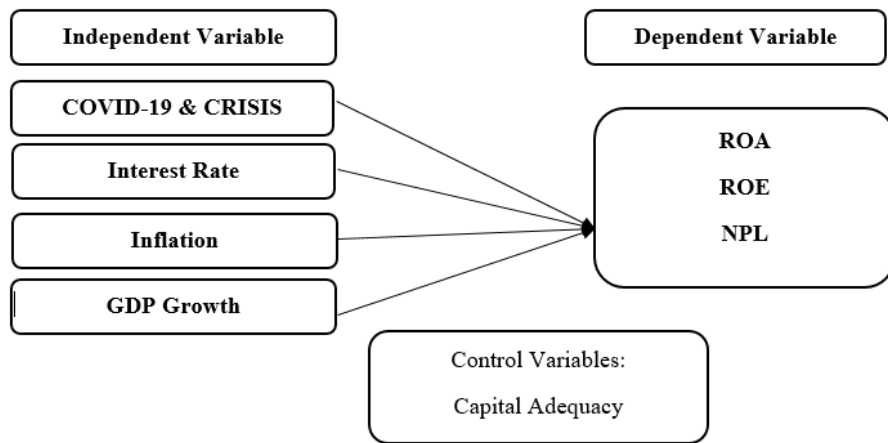 Independent Variable
Dependent Variable
COVID-19 & CRISIS
Interest Rate
Inflation
GDP Growth
ROA
ROE
NPL
Control Variables:
Capital Adequacy